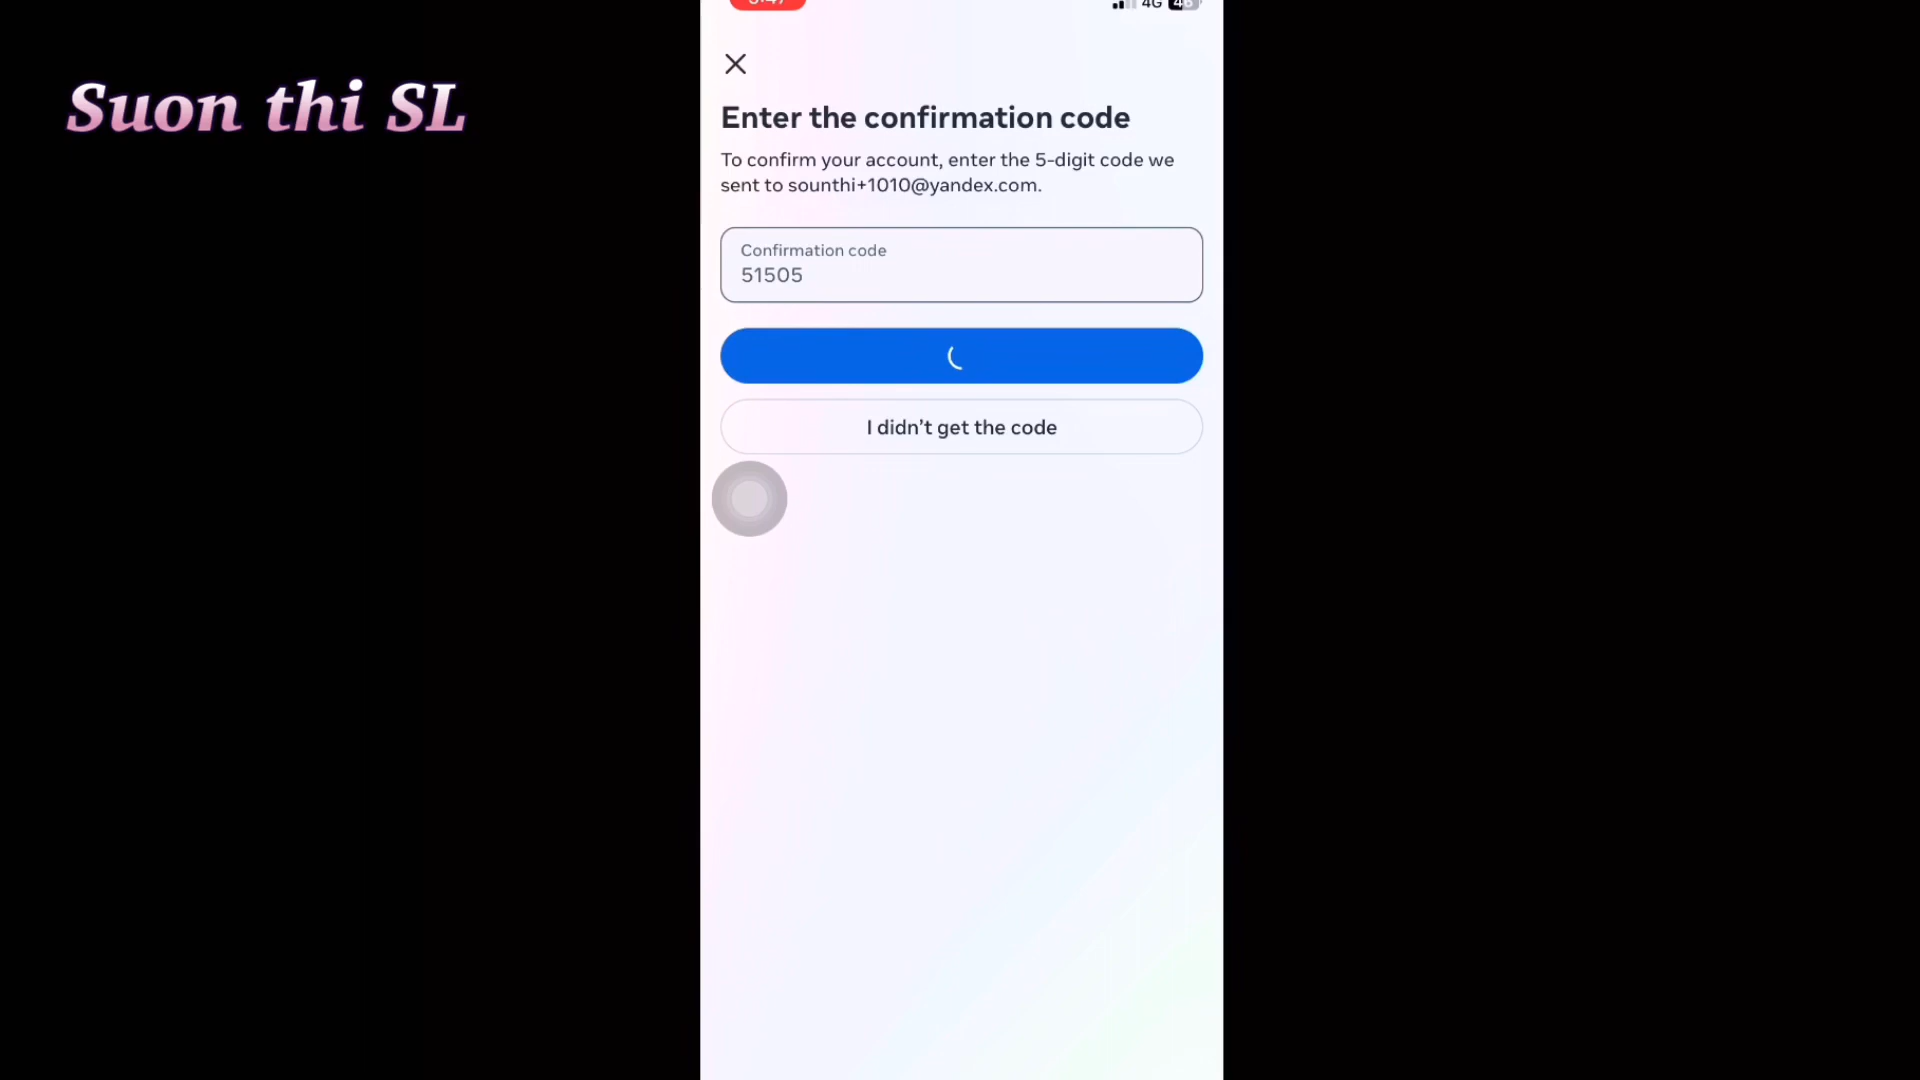 Suon thi SL
4G
Enter the confirmation code
To confirm your account, enter the 5-digit code we
sent to sounthi+1010@yandex.com.
Confirmation code
51505
I didn't get the code